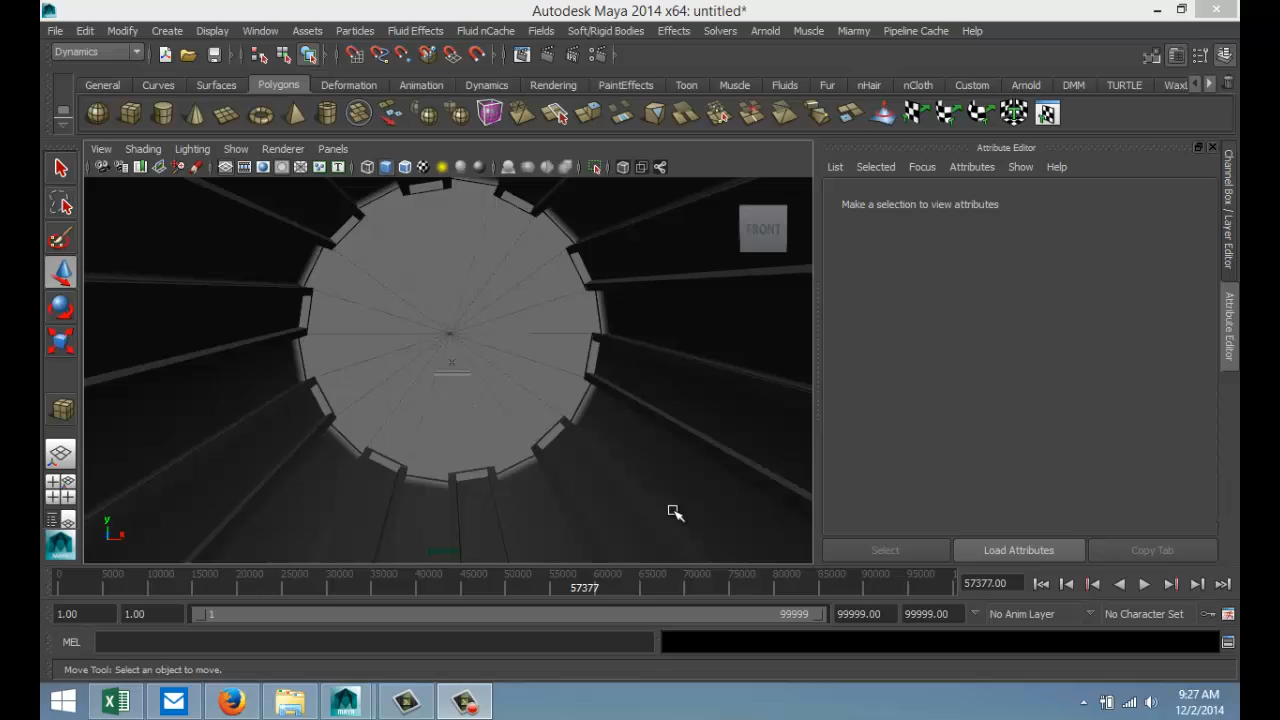 Autodesk Maya 2014 x64: untitled*
File Edit Modify Create Display Window Assets Particles Fluid Effects Fluid nCache Fields Soft/Rigid Bodies Effects Solvers Arnold Muscle Miarmy Pipeline Cache Help
Dynamics
General Curves Surfaces Polygons Deformation Animation Dynamics Rendering PaintEffects Toon Muscle Fluids Fur nHair nCloth Custom Arnold DMM TURTLE Waxl
View Shading Lighting Show Renderer Panels
Attribute Editor
List Selected Focus Attributes Show Help
Make a selection to view attributes
FRONT
Channel Box / Layer Editor
Attribute Editor
y
x
Select Load Attributes Copy Tab
0 5000 10000 15000 20000 25000 30000 35000 40000 45000 50000 55000 60000 65000 70000 75000 80000 85000 90000 95000
57377
57377.00
1.00 1.00 1 99999 99999.00 99999.00 No Anim Layer No Character Set
MEL
Move Tool: Select an object to move.
9:27 AM
12/2/2014